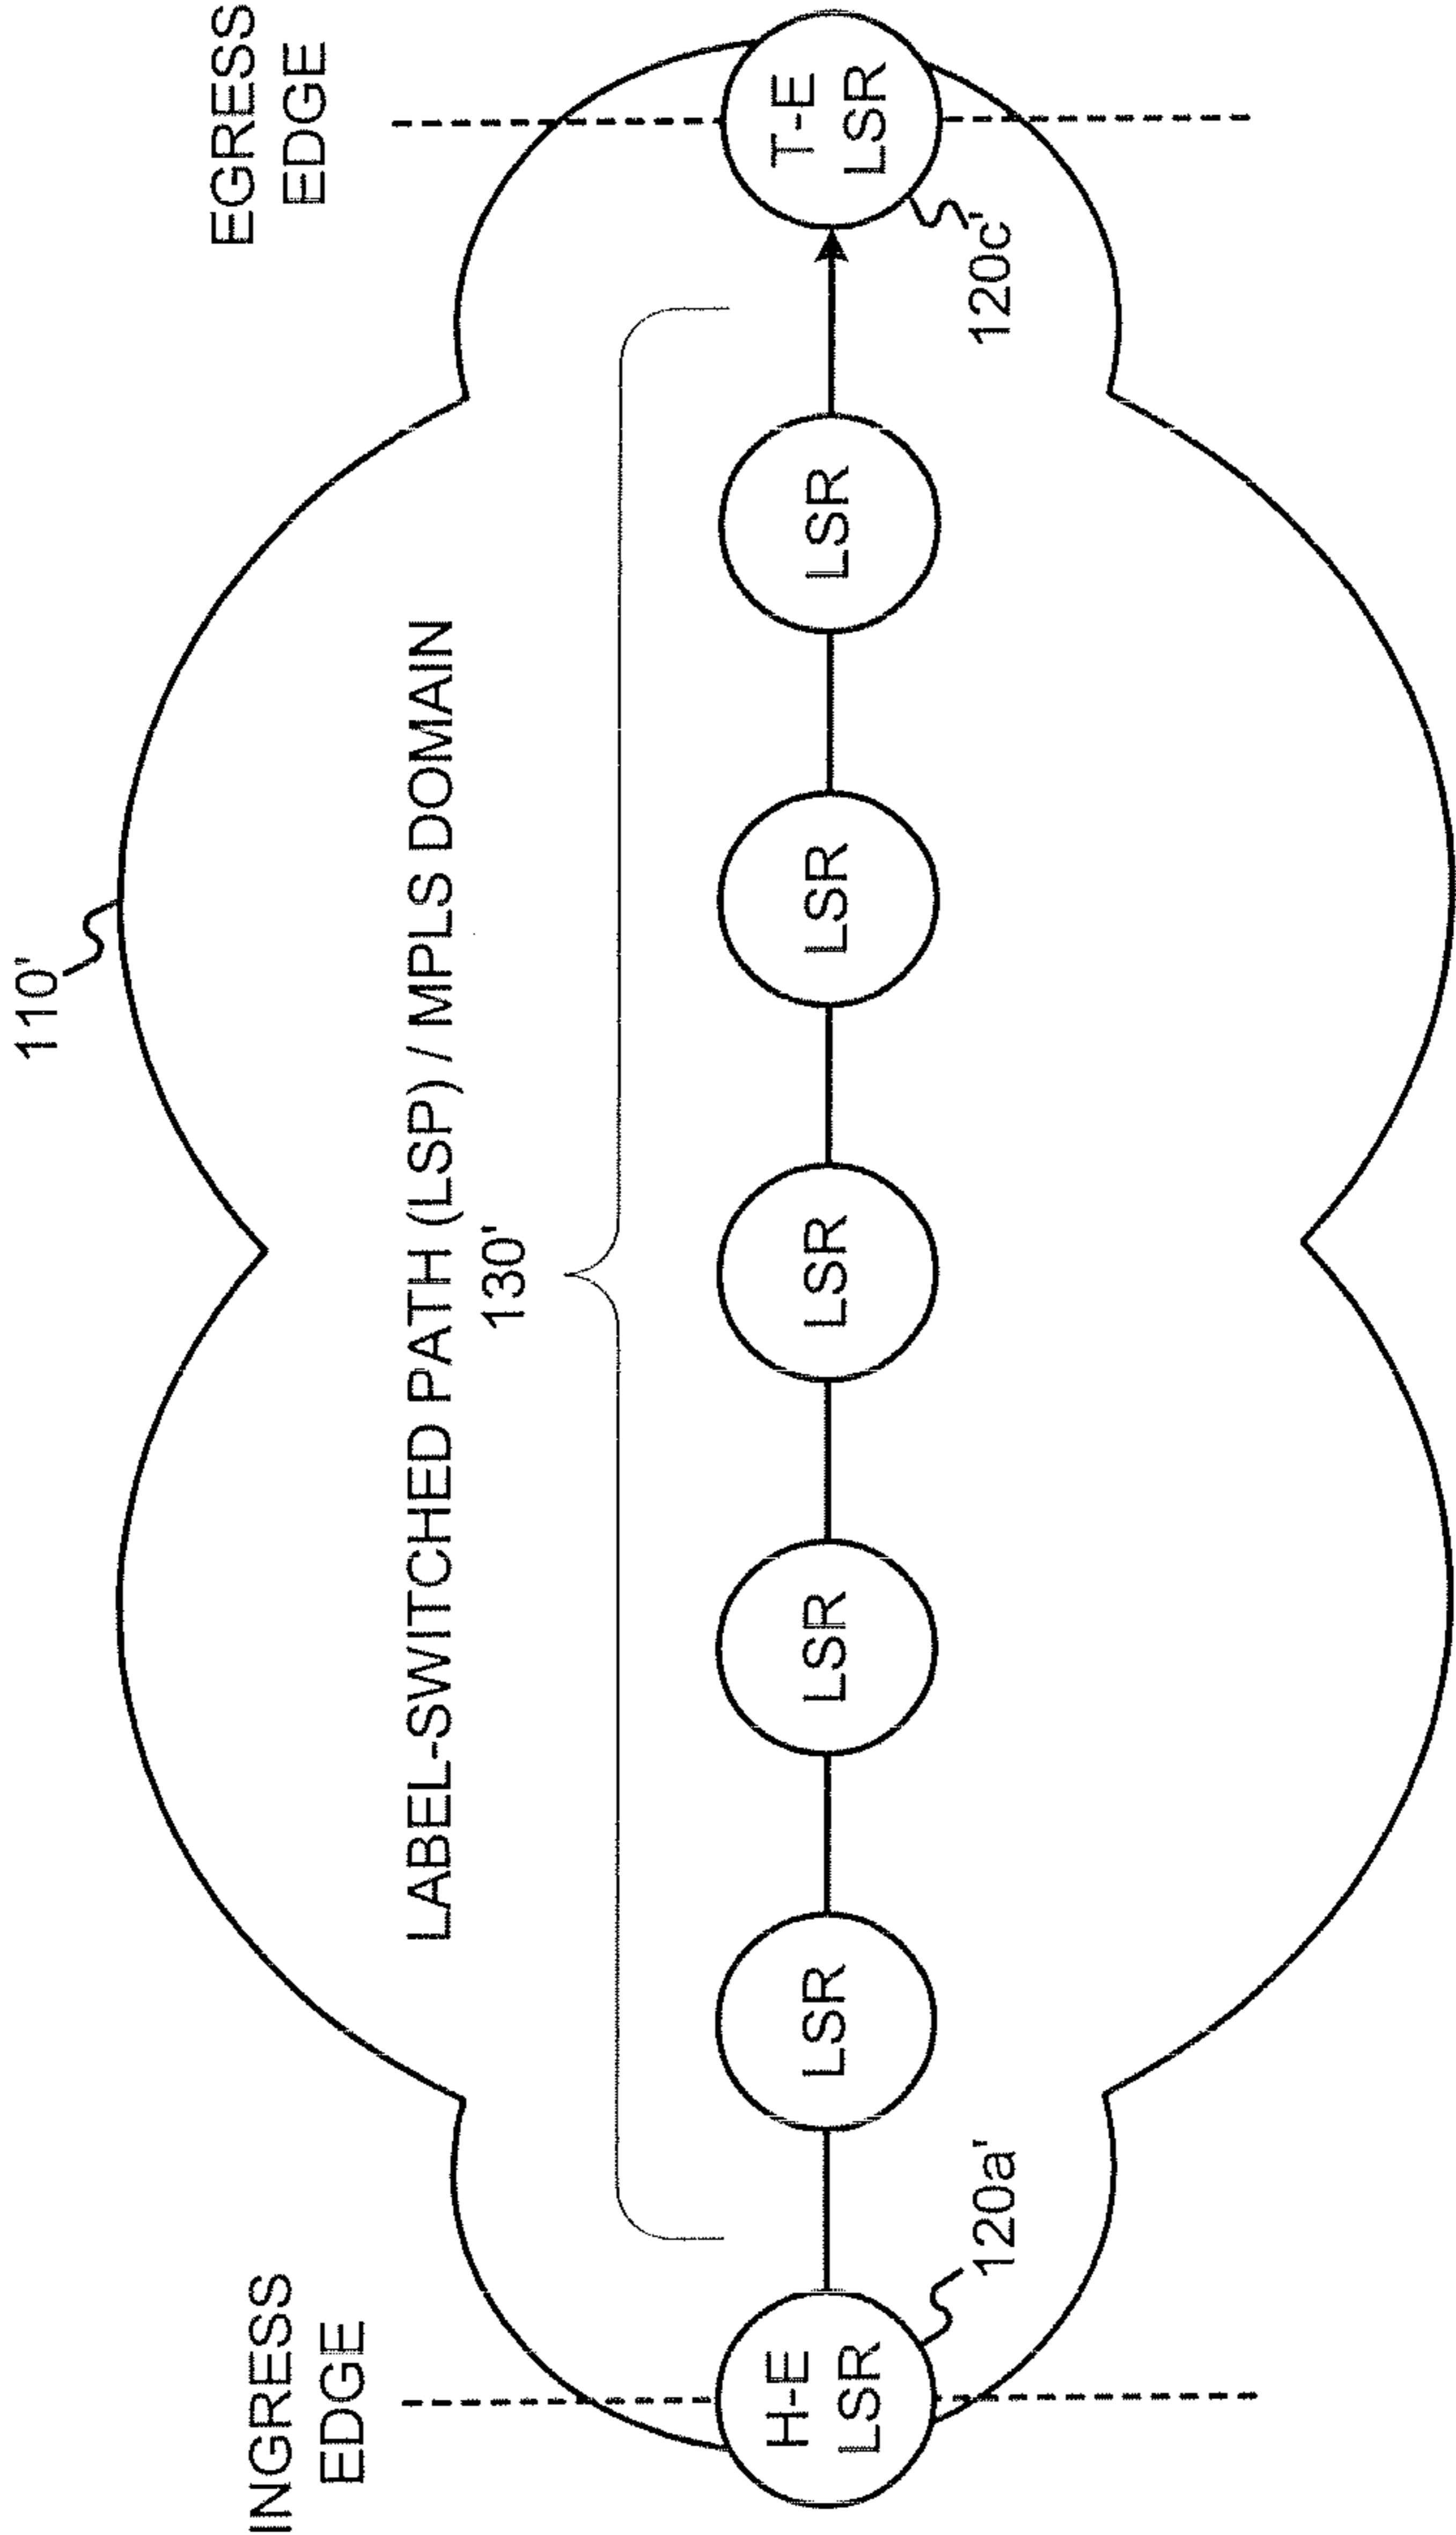 110'
INGRESS
EDGE
EGRESS
EDGE
LABEL-SWITCHED PATH (LSP) / MPLS DOMAIN
130'
H-E
LSR
LSR
LSR
LSR
LSR
LSR
T-E
LSR
120a'
120c'